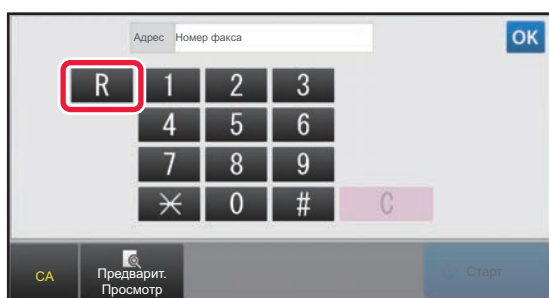 Адрес Номер факса OK
R 1 2 3
4 5 6
7 8 9
* 0 # C
CA Предварит. Старт
Просмотр